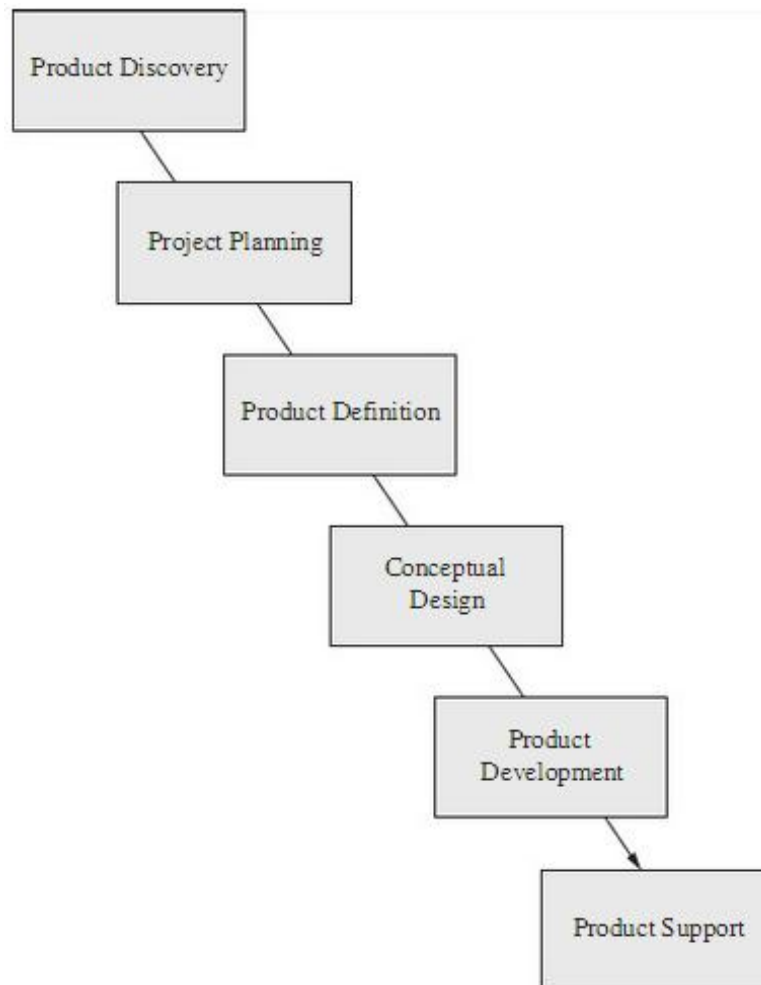 Product Discovery
Project Planning
Product Definition
Conceptual
Design
Product
Development
Product Support